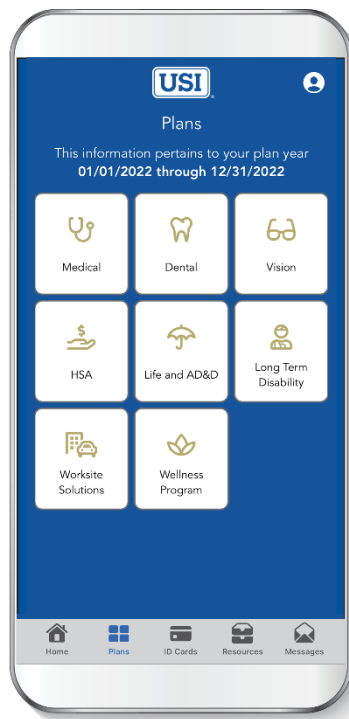 USI
Plans
This information pertains to your plan year
01/01/2022 through 12/31/2022
Medical
Dental
Vision
$
HSA
Life and AD&D
Long Term
Disability
Worksite
Solutions
Wellness
Program
Home
Plans
ID Cards
Resources
Messages